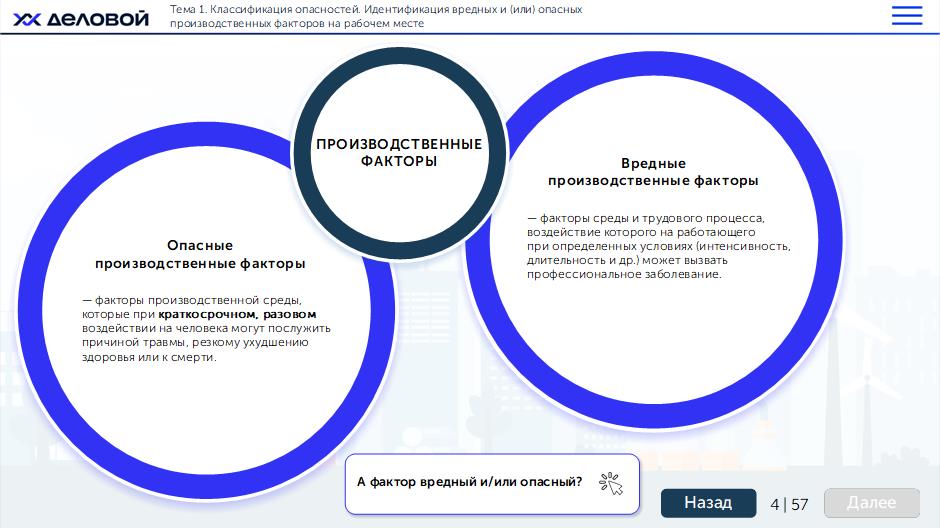 ДЕЛОВОЙ
Тема 1. Классификация опасностей. Идентификация вредных и (или) опасных
производственных факторов на рабочем месте
ПРОИЗВОДСТВЕННЫЕ
ФАКТОРЫ
Опасные
производственные факторы
— факторы производственной среды,
которые при краткосрочном, разовом
воздействии на человека могут послужить
причиной травмы, резкому ухудшению
здоровья или к смерти.
Вредные
производственные факторы
— факторы среды и трудового процесса,
воздействие которого на работающего
при определенных условиях (интенсивность,
длительность и др.) может вызвать
профессиональное заболевание.
А фактор вредный и/или опасный?
Назад
4 | 57
Далее